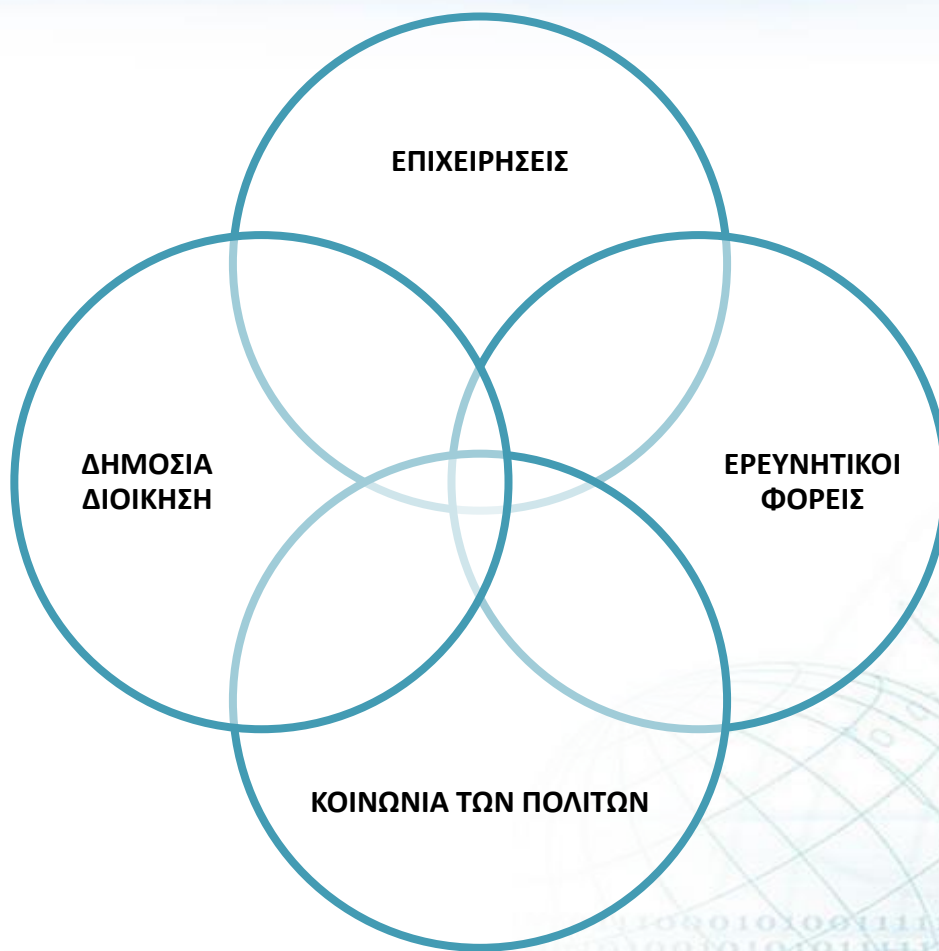 ΕΠΙΧΕΙΡΗΣΕΙΣ
ΔΗΜΟΣΙΑ
ΔΙΟΙΚΗΣΗ
ΕΡΕΥΝΗΤΙΚΟΙ
ΦΟΡΕΙΣ
ΚΟΙΝΩΝΙΑ ΤΩΝ ΠΟΛΙΤΩΝ